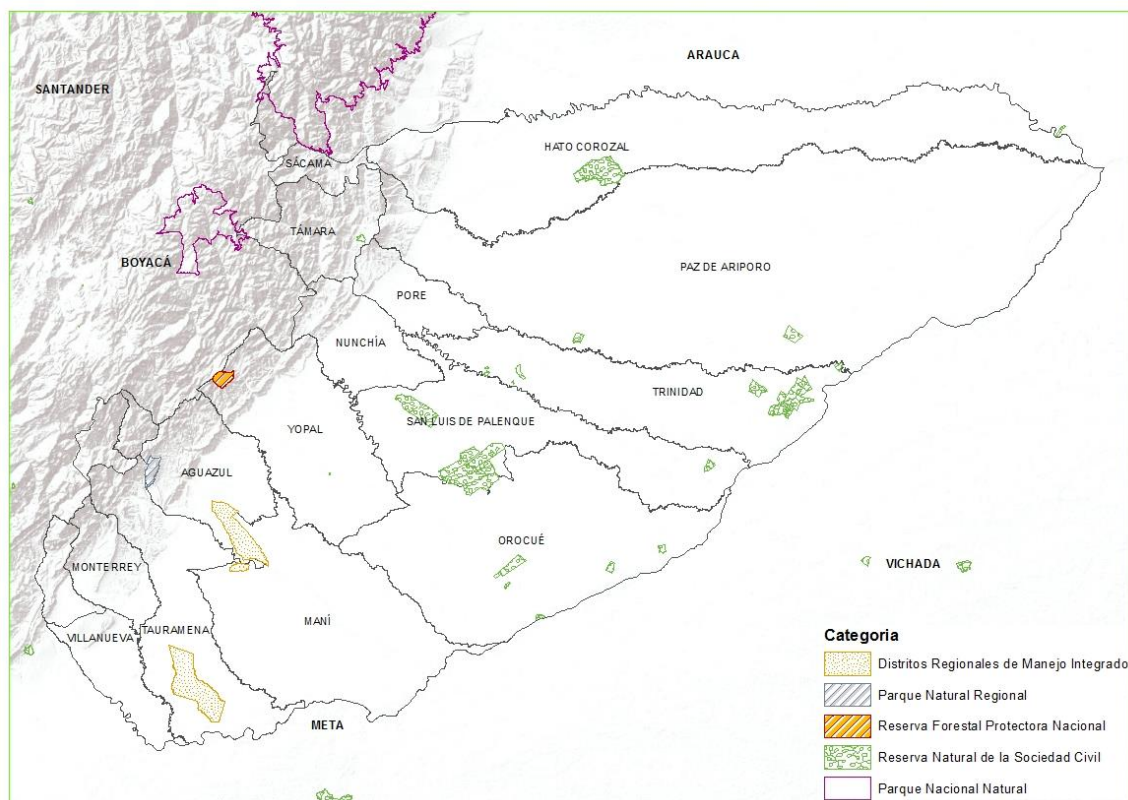 ARAUCA
SANTANDER
HATO COROZAL
SÁCAMA
TÁMARA
BOYACÁ
PAZ DE ARIPORO
PORE
NUNCHÍA
TRINIDAD
SAN LUIS DE PALENQUE
YOPAL
AGUAZUL
OROCUÉ
VICHADA
MONTERREY
MANÍ
TAURAMENA
VILLANUEVA
META
Categoria
Distritos Regionales de Manejo Integrado
Parque Natural Regional
Reserva Forestal Protectora Nacional
Reserva Natural de la Sociedad Civil
Parque Nacional Natural